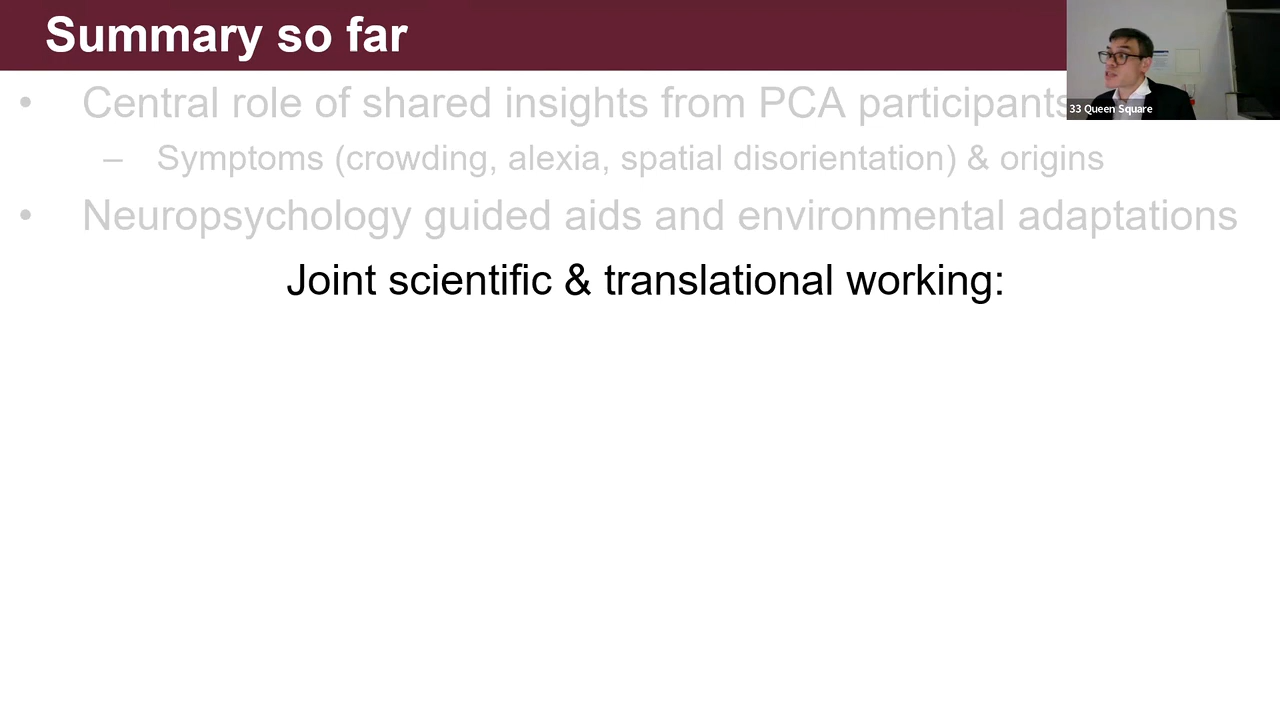 Summary so far
33 Queen Square
• Central role of shared insights from PCA participants
– Symptoms (crowding, alexia, spatial disorientation) & origins
• Neuropsychology guided aids and environmental adaptations
Joint scientific & translational working: